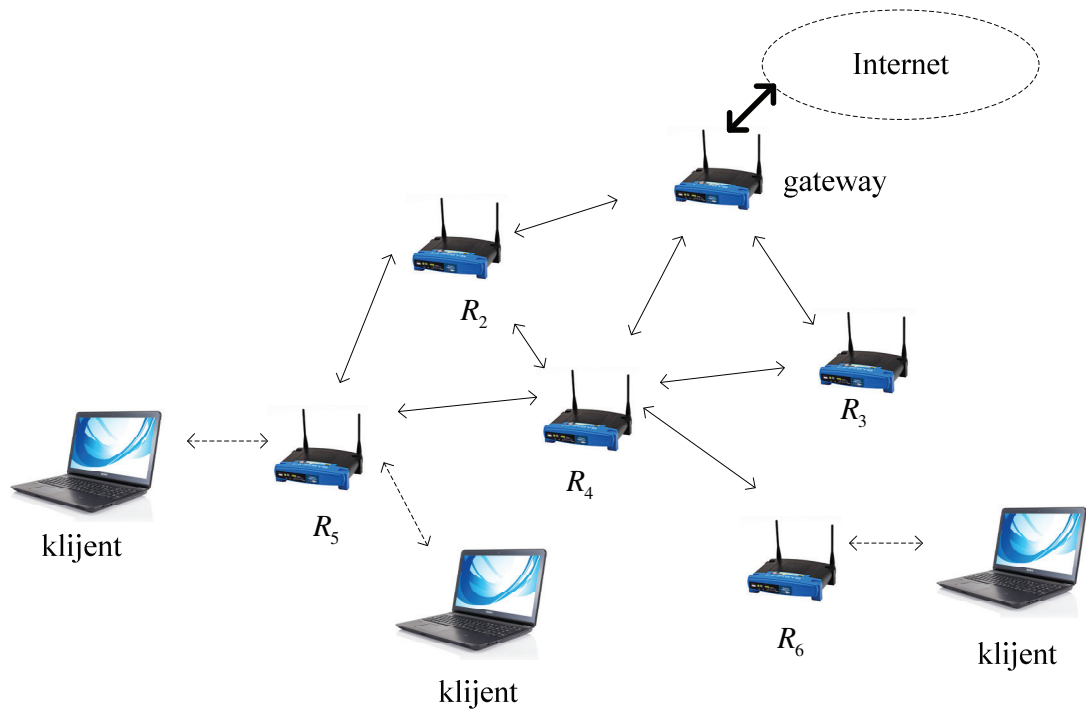 Internet
gateway
R2
R3
R4
R5
klijent
klijent
R6
klijent